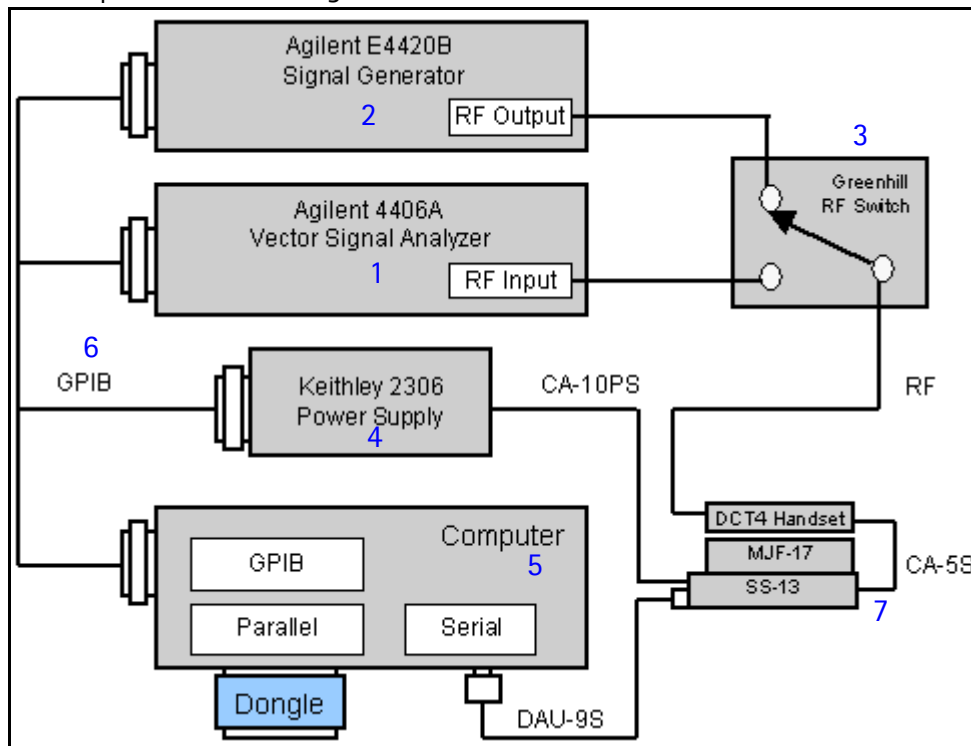 Agilent E4420B
Signal Generator
2
RF Output
3
Greenhill
RF Switch
Agilent 4406A
Vector Signal Analyzer
1
RF Input
6
GPIB
Keithley 2306
Power Supply
4
CA-10PS
RF
DCT4 Handset
MJF-17
SS-13
CA-5S
7
Computer
5
GPIB
Parallel
Serial
Dongle
DAU-9S